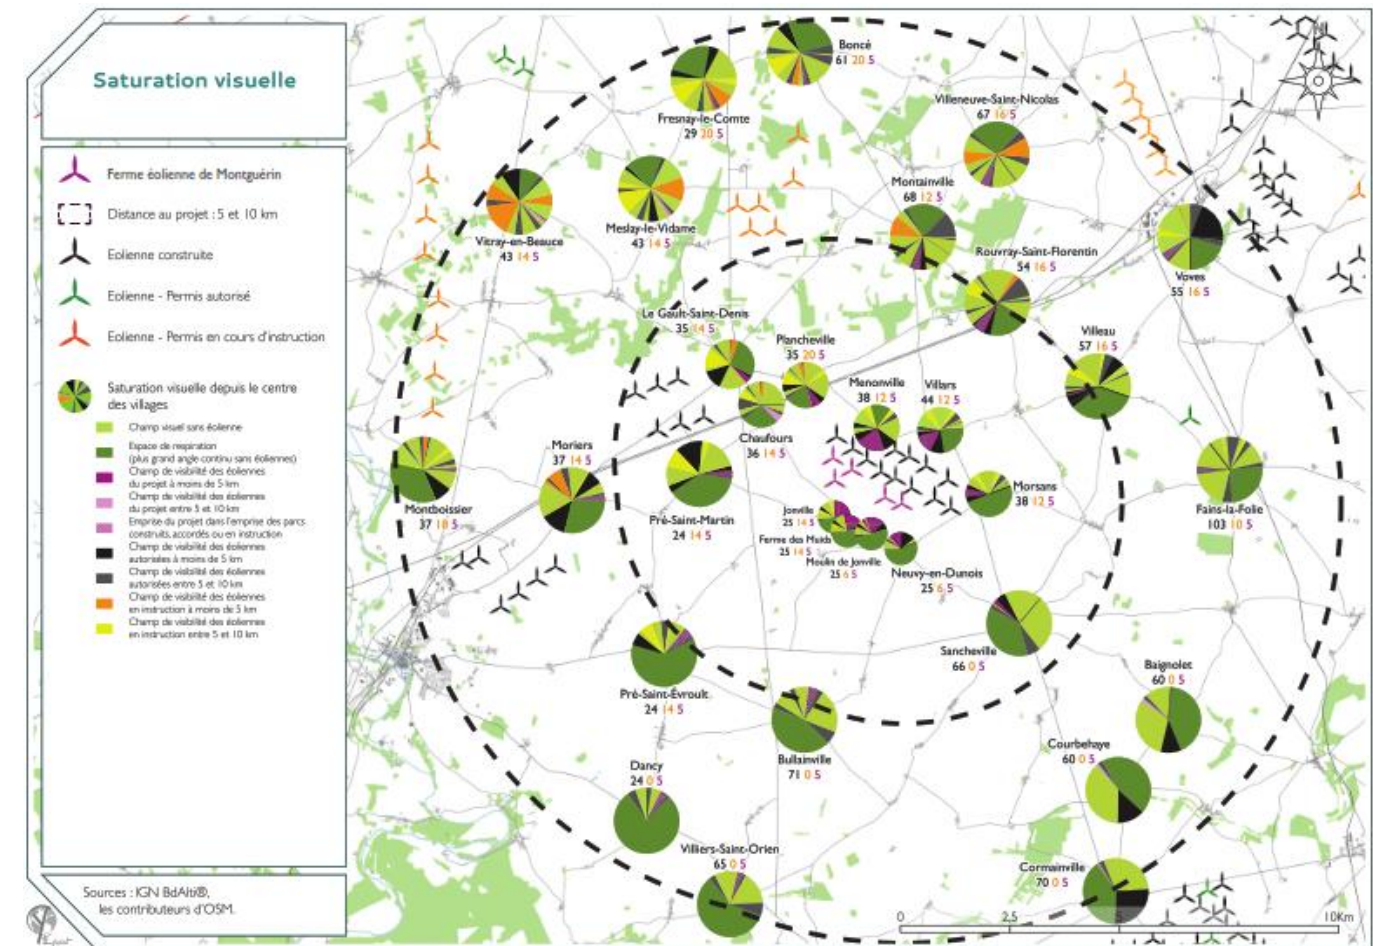 Saturation visuelle
Ferme éolienne de Montguérin
Distance au projet : 5 et 10 km
Eolienne construite
Eolienne - Permis autorisé
Eolienne - Permis en cours d'instruction
Saturation visuelle depuis le centre
des villages
Champ visuel sans éolienne
Espace de respiration
(plus grand angle continu sans éoliennes)
Champ de visibilité des éoliennes
du projet à moins de 5 km
Champ de visibilité des éoliennes
du projet entre 5 et 10 km
Emprise du projet dans l'emprise des parcs
construits, accordés ou en instruction
Champ de visibilité des éoliennes
autorisées à moins de 5 km
Champ de visibilité des éoliennes
autorisées entre 5 et 10 km
Champ de visibilité des éoliennes
en instruction à moins de 5 km
Champ de visibilité des éoliennes
en instruction entre 5 et 10 km
Sources : IGN BdAlti®,
les contributeurs d'OSM.
Boncé
61 20 5
Fresnay-le-Comte
29 20 5
Villeneuve-Saint-Nicolas
67 16 5
Montainville
68 12 5
Vitray-en-Beauce
43 14 5
Meslay-le-Vidame
43 14 5
Rouvray-Saint-Florentin
54 16 5
Voves
55 16 5
Le Gault-Saint-Denis
35 14 5
Plancheville
35 20 5
Villeau
57 16 5
Menonville
38 12 5
Villars
44 12 5
Chaufours
36 14 5
Moriers
37 14 5
Montboissier
37 18 5
Pré-Saint-Martin
24 14 5
Morsans
38 12 5
Fains-la-Folie
103 10 5
Jonville
25 14 5
Ferme des Muids
25 14 5
Moulin de Jonville
25 6 5
Neuvy-en-Dunois
25 6 5
Sancheville
66 0 5
Baignolet
60 0 5
Pré-Saint-Évroult
24 14 5
Bullainville
71 0 5
Courbehaye
60 0 5
Dancy
24 0 5
Villiers-Saint-Orien
65 0 5
Cormainville
70 0 5
0 2,5 5 10Km